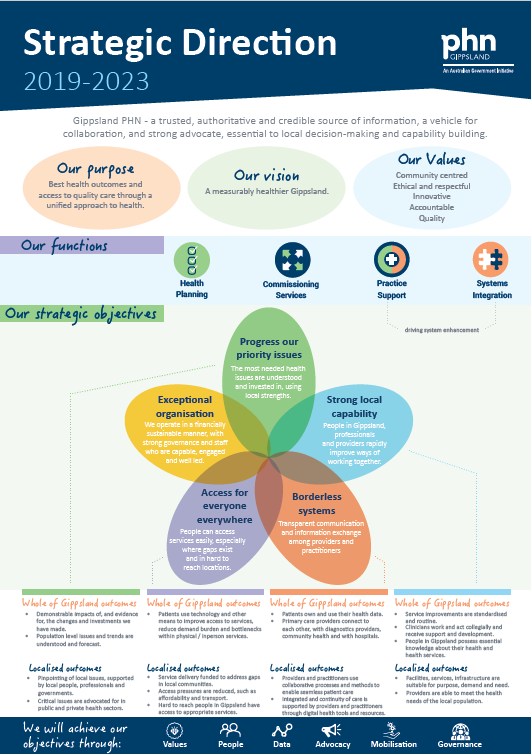 Strategic Direction
2019-2023
phn
GIPPSLAND
An Australian Government Initiative
Gippsland PHN - a trusted, authoritative and credible source of information, a vehicle for
collaboration, and strong advocate, essential to local decision-making and capability building.
Our purpose
Best health outcomes and
access to quality care through a
unified approach to health.
Our vision
A measurably healthier Gippsland.
Our Values
Community centred
Ethical and respectful
Innovative
Accountable
Quality
Our functions
Health
Planning
Commissioning
Services
Practice
Support
Systems
Integration
driving system enhancement
Our strategic objectives
Progress our
priority issues
The most needed health
issues are understood
and invested in, using
local strengths.
Exceptional
organisation
We operate in a financially
sustainable manner, with
strong governance and staff
who are capable, engaged
and well led.
Strong local
capability
People in Gippsland,
professionals
and providers rapidly
improve ways of
working together.
Access for
everyone
everywhere
People can access
services easily, especially
where gaps exist
and in hard to
reach locations.
Borderless
systems
Transparent communication
and information exchange
among providers and
practitioners
Whole of Gippsland outcomes
• Demonstrable impacts of, and evidence
for, the changes and investments we
have made.
• Population level issues and trends are
understood and forecast.
Localised outcomes
• Pinpointing of local issues, supported
by local people, professionals and
governments.
• Critical issues are advocated for in
public and private health sectors.
Whole of Gippsland outcomes
• Patients use technology and other
means to improve access to services,
reduce demand and bottlenecks
within physical / inperson services.
Localised outcomes
• Service delivery funded to address gaps
in local communities.
• Access pressures are reduced, such as
affordability and transport.
• Hard to reach people in Gippsland have
access to appropriate services.
Whole of Gippsland outcomes
• Patients own and use their health data.
• Primary care providers connect to
each other, with diagnostics providers,
community health and with hospitals.
Localised outcomes
• Providers and practitioners use
collaborative processes and methods to
enable seamless patient care
• Integrated and continuity of care is
supported by providers and practitioners
through digital health tools and resources.
Whole of Gippsland outcomes
• Service improvements are standardised
and routine.
• Clinicians work and act collegially and
receive support and development.
• People in Gippsland possess essential
knowledge about their health and
health services.
Localised outcomes
• Facilities, services, infrastructure are
suitable for purpose, demand and need.
• Providers are able to meet the health
needs of the local population.
We will achieve our
objectives through:
Values
People
Data
Advocacy
Mobilisation
Governance